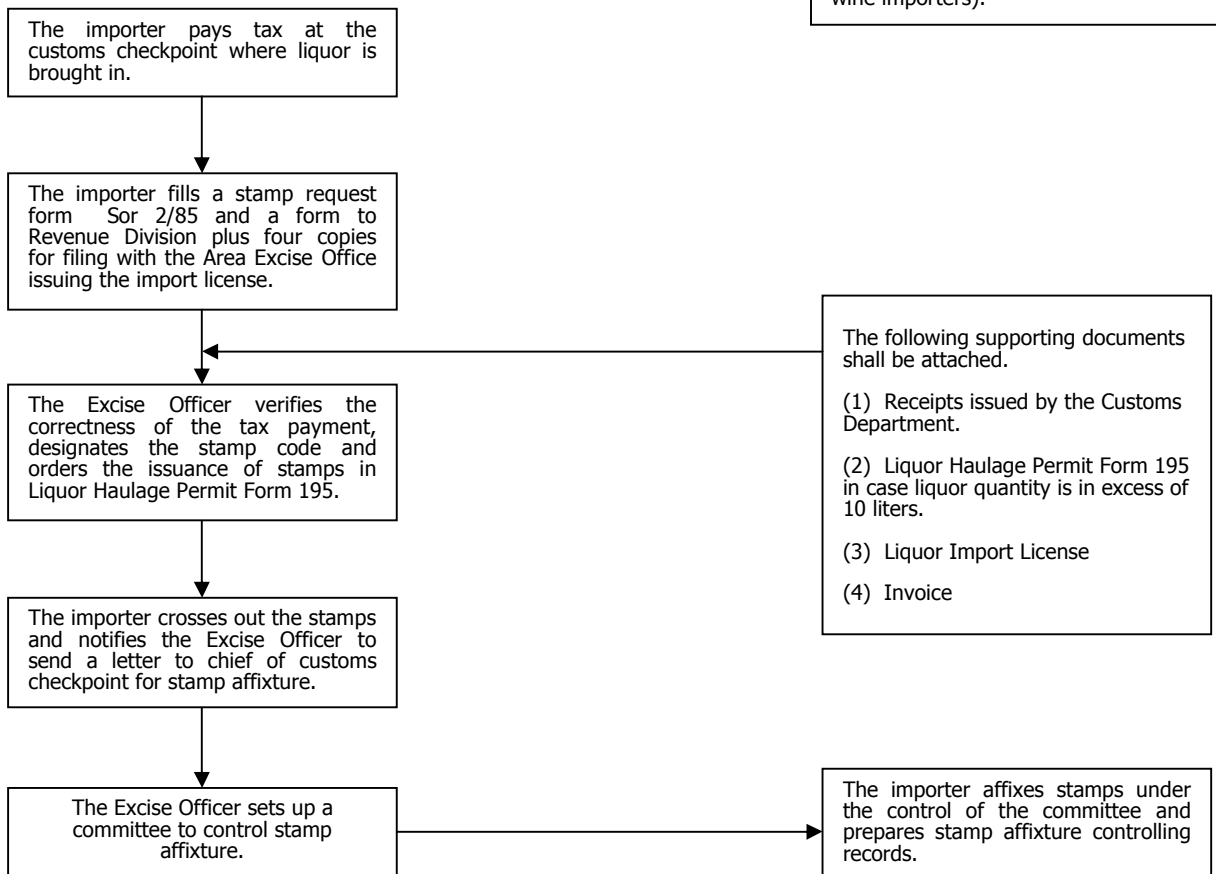 wine importers).
The importer pays tax at the
customs checkpoint where liquor is
brought in.
The importer fills a stamp request
form Sor 2/85 and a form to
Revenue Division plus four copies
for filing with the Area Excise Office
issuing the import license.
The following supporting documents
shall be attached.
(1) Receipts issued by the Customs
Department.
(2) Liquor Haulage Permit Form 195
in case liquor quantity is in excess of
10 liters.
(3) Liquor Import License
(4) Invoice
The Excise Officer verifies the
correctness of the tax payment,
designates the stamp code and
orders the issuance of stamps in
Liquor Haulage Permit Form 195.
The importer crosses out the stamps
and notifies the Excise Officer to
send a letter to chief of customs
checkpoint for stamp affixture.
The Excise Officer sets up a
committee to control stamp
affixture.
The importer affixes stamps under
the control of the committee and
prepares stamp affixture controlling
records.